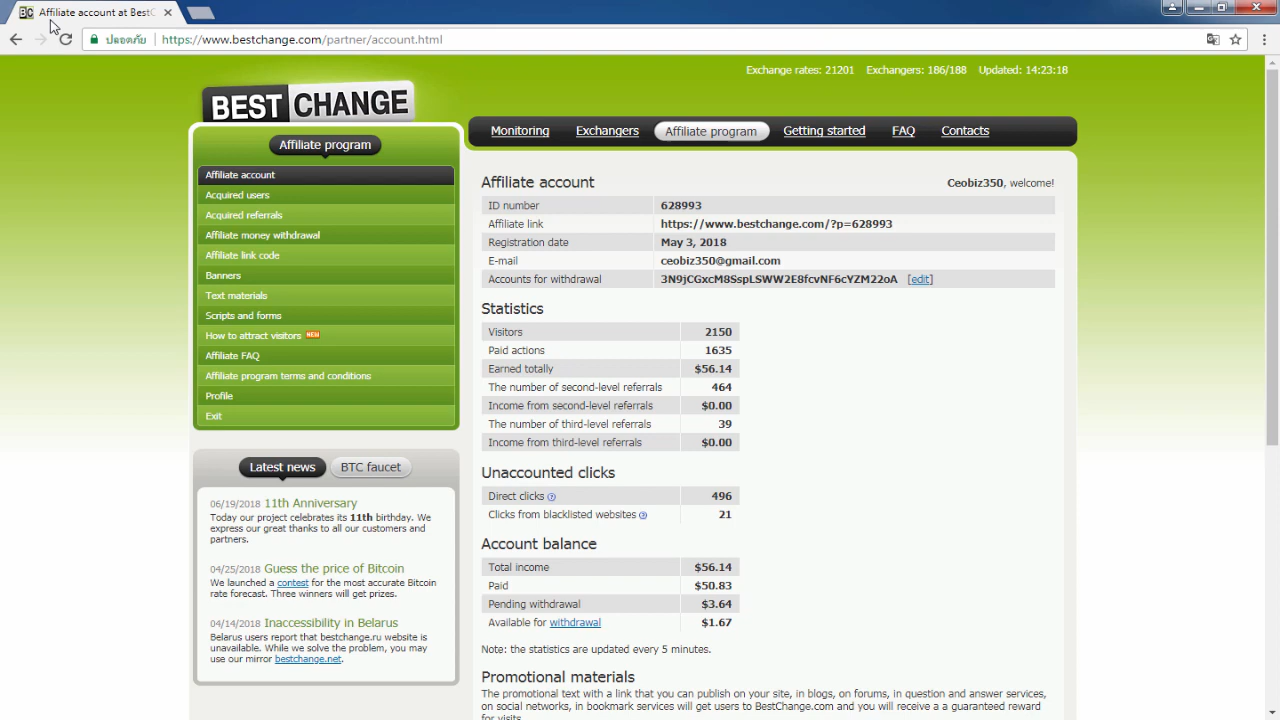 Affiliate account at BestC
ปลอดภัย https://www.bestchange.com/partner/account.html
Exchange rates: 21201 Exchangers: 186/188 Updated: 14:23:18
BESTCHANGE
Monitoring Exchangers Affiliate program Getting started FAQ Contacts
Affiliate program
Affiliate account
Acquired users
Acquired referrals
Affiliate money withdrawal
Affiliate link code
Banners
Text materials
Scripts and forms
How to attract visitors NEW
Affiliate FAQ
Affiliate program terms and conditions
Profile
Exit
Latest news BTC faucet
06/19/2018 11th Anniversary
Today our project celebrates its 11th birthday. We
express our great thanks to all our customers and
partners.
04/25/2018 Guess the price of Bitcoin
We launched a contest for the most accurate Bitcoin
rate forecast. Three winners will get prizes.
04/14/2018 Inaccessibility in Belarus
Belarus users report that bestchange.ru website is
unavailable. While we solve the problem, you may
use our mirror bestchange.net.
Affiliate account Ceobiz350, welcome!
ID number 628993
Affiliate link https://www.bestchange.com/?p=628993
Registration date May 3, 2018
E-mail ceobiz350@gmail.com
Accounts for withdrawal 3N9jCGxcM8SspLSWW2E8fcvNF6cYZM22oA [edit]
Statistics
Visitors 2150
Paid actions 1635
Earned totally $56.14
The number of second-level referrals 464
Income from second-level referrals $0.00
The number of third-level referrals 39
Income from third-level referrals $0.00
Unaccounted clicks
Direct clicks 496
Clicks from blacklisted websites 21
Account balance
Total income $56.14
Paid $50.83
Pending withdrawal $3.64
Available for withdrawal $1.67
Note: the statistics are updated every 5 minutes.
Promotional materials
The promotional text with a link that you can publish on your site, in blogs, on forums, in question and answer services,
on social networks, in bookmark services will get users to BestChange.com and you will receive a a guaranteed reward
for visits.